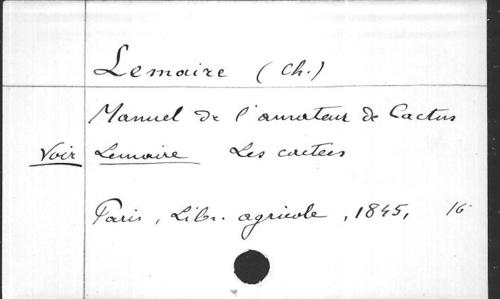 Lemaire (Ch.)
Manuel de l'amateur de Cactus
Voir Lemaire Les cactées
Paris, Libr. agricole, 1845, 16